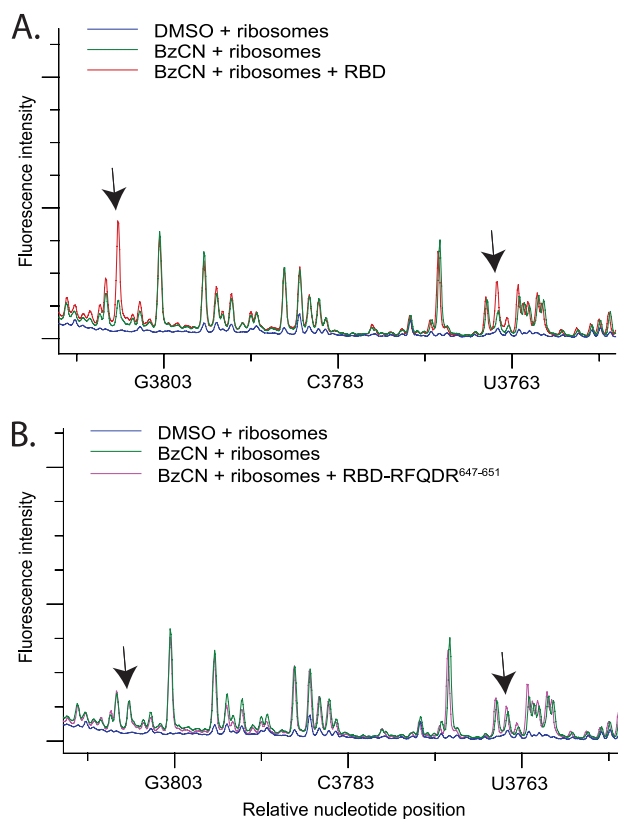 A.
DMSO + ribosomes
BzCN + ribosomes
BzCN + ribosomes + RBD
Fluorescence intensity
G3803 C3783 U3763
B.
DMSO + ribosomes
BzCN + ribosomes
BzCN + ribosomes + RBD-RFQDR647-651
Fluorescence intensity
G3803 C3783 U3763
Relative nucleotide position